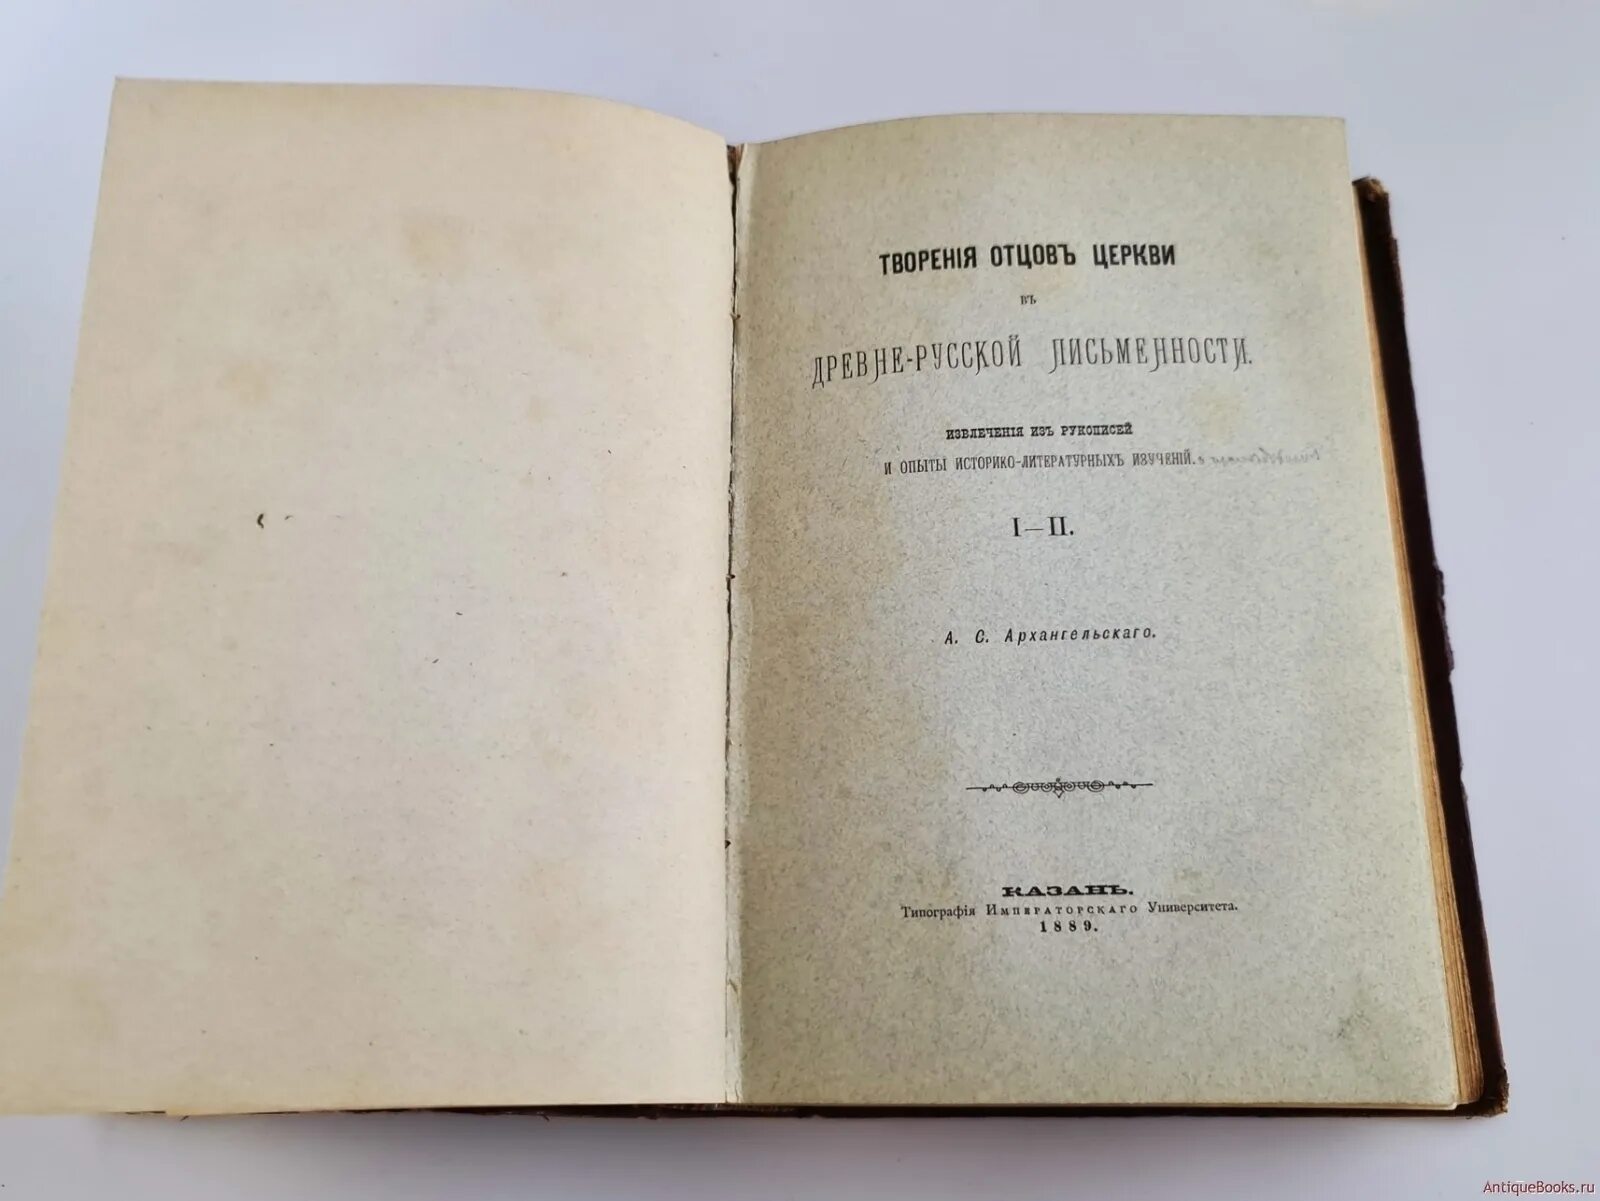 ТВОРЕНІЯ ОТЦОВЪ ЦЕРКВИ
ВЪ
ДРЕВНЕ-РУССКОЙ ПИСЬМЕННОСТИ.
ИЗВЛЕЧЕНІЯ ИЗЪ РУКОПИСЕЙ
И ОПЫТЫ ИСТОРИКО-ЛИТЕРАТУРНЫХЪ ИЗУЧЕНІЙ.
I—II.
А. С. Архангельскаго.
КАЗАНЬ.
Типографія Императорскаго Университета.
1889.
AntiqueBooks.ru